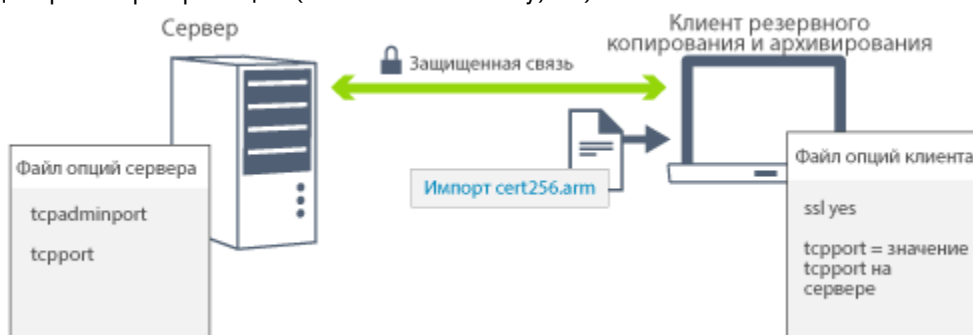 Сервер
Клиент резервного
копирования и архивирования
Защищенная связь
Файл опций сервера
tcpadminport
tcpport
Импорт cert256.arm
Файл опций клиента
ssl yes
tcpport = значение
tcpport на
сервере